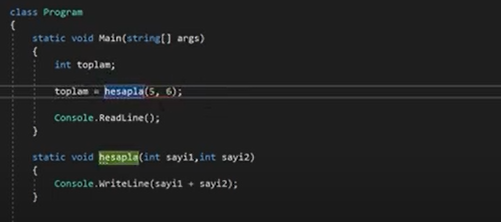 class Program
{
static void Main(string[] args)
{
int toplam;
toplam = hesapla(5, 6);
Console.ReadLine();
}
static void hesapla(int sayi1,int sayi2)
{
Console.WriteLine(sayi1 + sayi2);
}